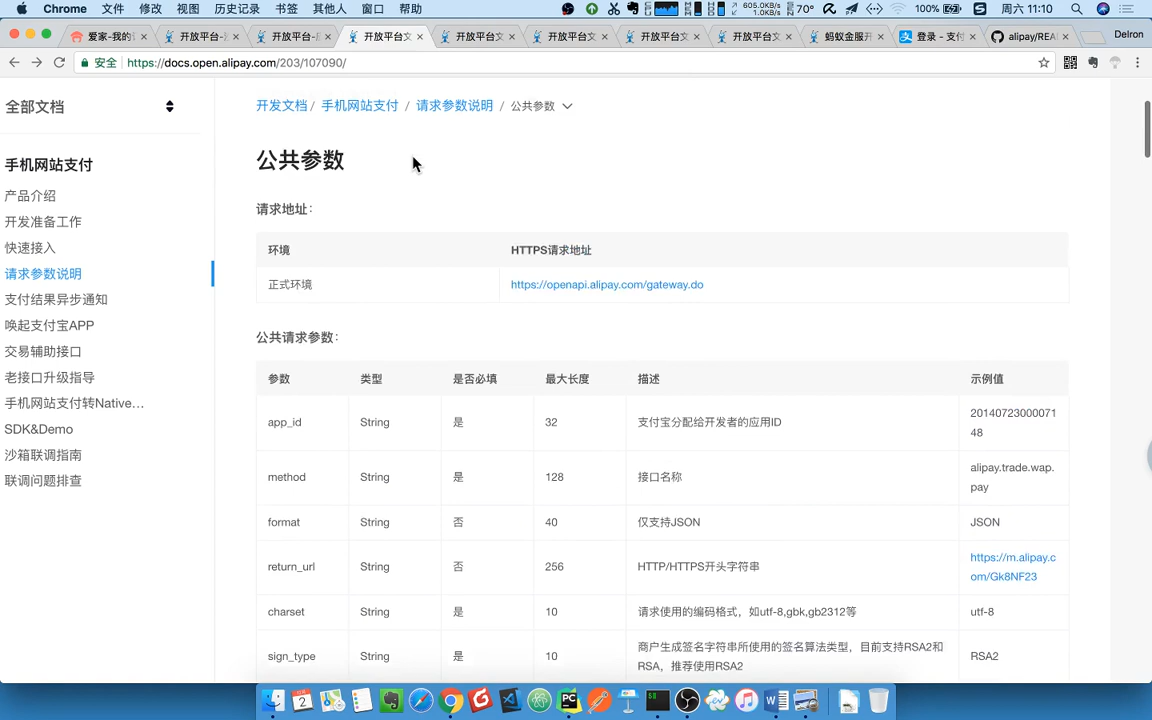 Chrome 文件 修改 视图 历史记录 书签 其他人 窗口 帮助
605.0KB/s
1.0KB/s
70° 100% 周六 11:10
爱家-我的 开放平台- 开放平台- 开放平台文 开放平台文 开放平台文 开放平台文 开放平台文 蚂蚁金服开 登录 - 支付 alipay/REA Delron
安全 https://docs.open.alipay.com/203/107090/
全部文档
开发文档 / 手机网站支付 / 请求参数说明 / 公共参数
手机网站支付
产品介绍
开发准备工作
快速接入
请求参数说明
支付结果异步通知
唤起支付宝APP
交易辅助接口
老接口升级指导
手机网站支付转Native...
SDK&Demo
沙箱联调指南
联调问题排查
公共参数
请求地址:
环境 HTTPS请求地址
正式环境 https://openapi.alipay.com/gateway.do
公共请求参数:
参数 类型 是否必填 最大长度 描述 示例值
app_id String 是 32 支付宝分配给开发者的应用ID 20140723000071
48
method String 是 128 接口名称 alipay.trade.wap.
pay
format String 否 40 仅支持JSON JSON
return_url String 否 256 HTTP/HTTPS开头字符串 https://m.alipay.c
om/Gk8NF23
charset String 是 10 请求使用的编码格式，如utf-8,gbk,gb2312等 utf-8
sign_type String 是 10 商户生成签名字符串所使用的签名算法类型，目前支持RSA2和
RSA，推荐使用RSA2 RSA2